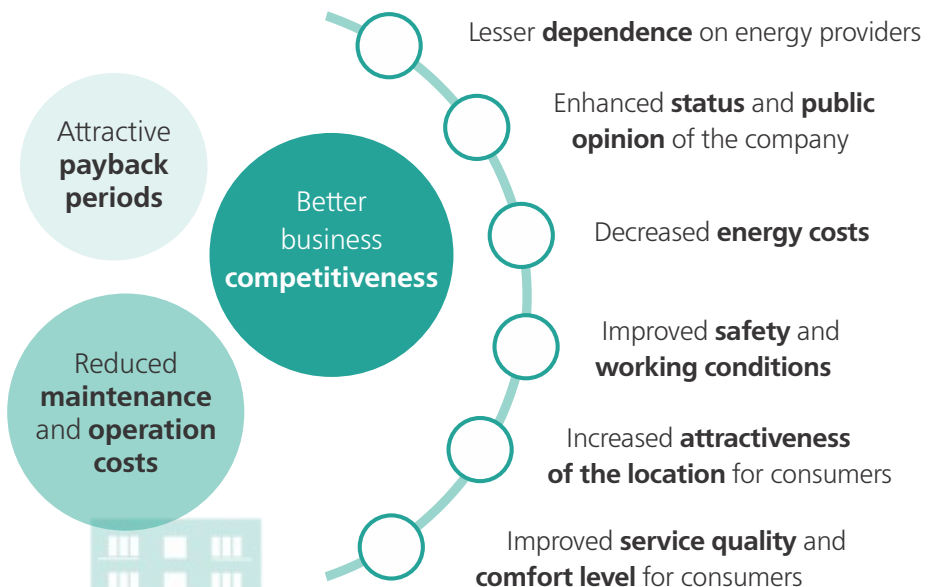 Attractive
payback
periods
Better
business
competitiveness
Reduced
maintenance
and operation
costs
Lesser dependence on energy providers
Enhanced status and public
opinion of the company
Decreased energy costs
Improved safety and
working conditions
Increased attractiveness
of the location for consumers
Improved service quality and
comfort level for consumers